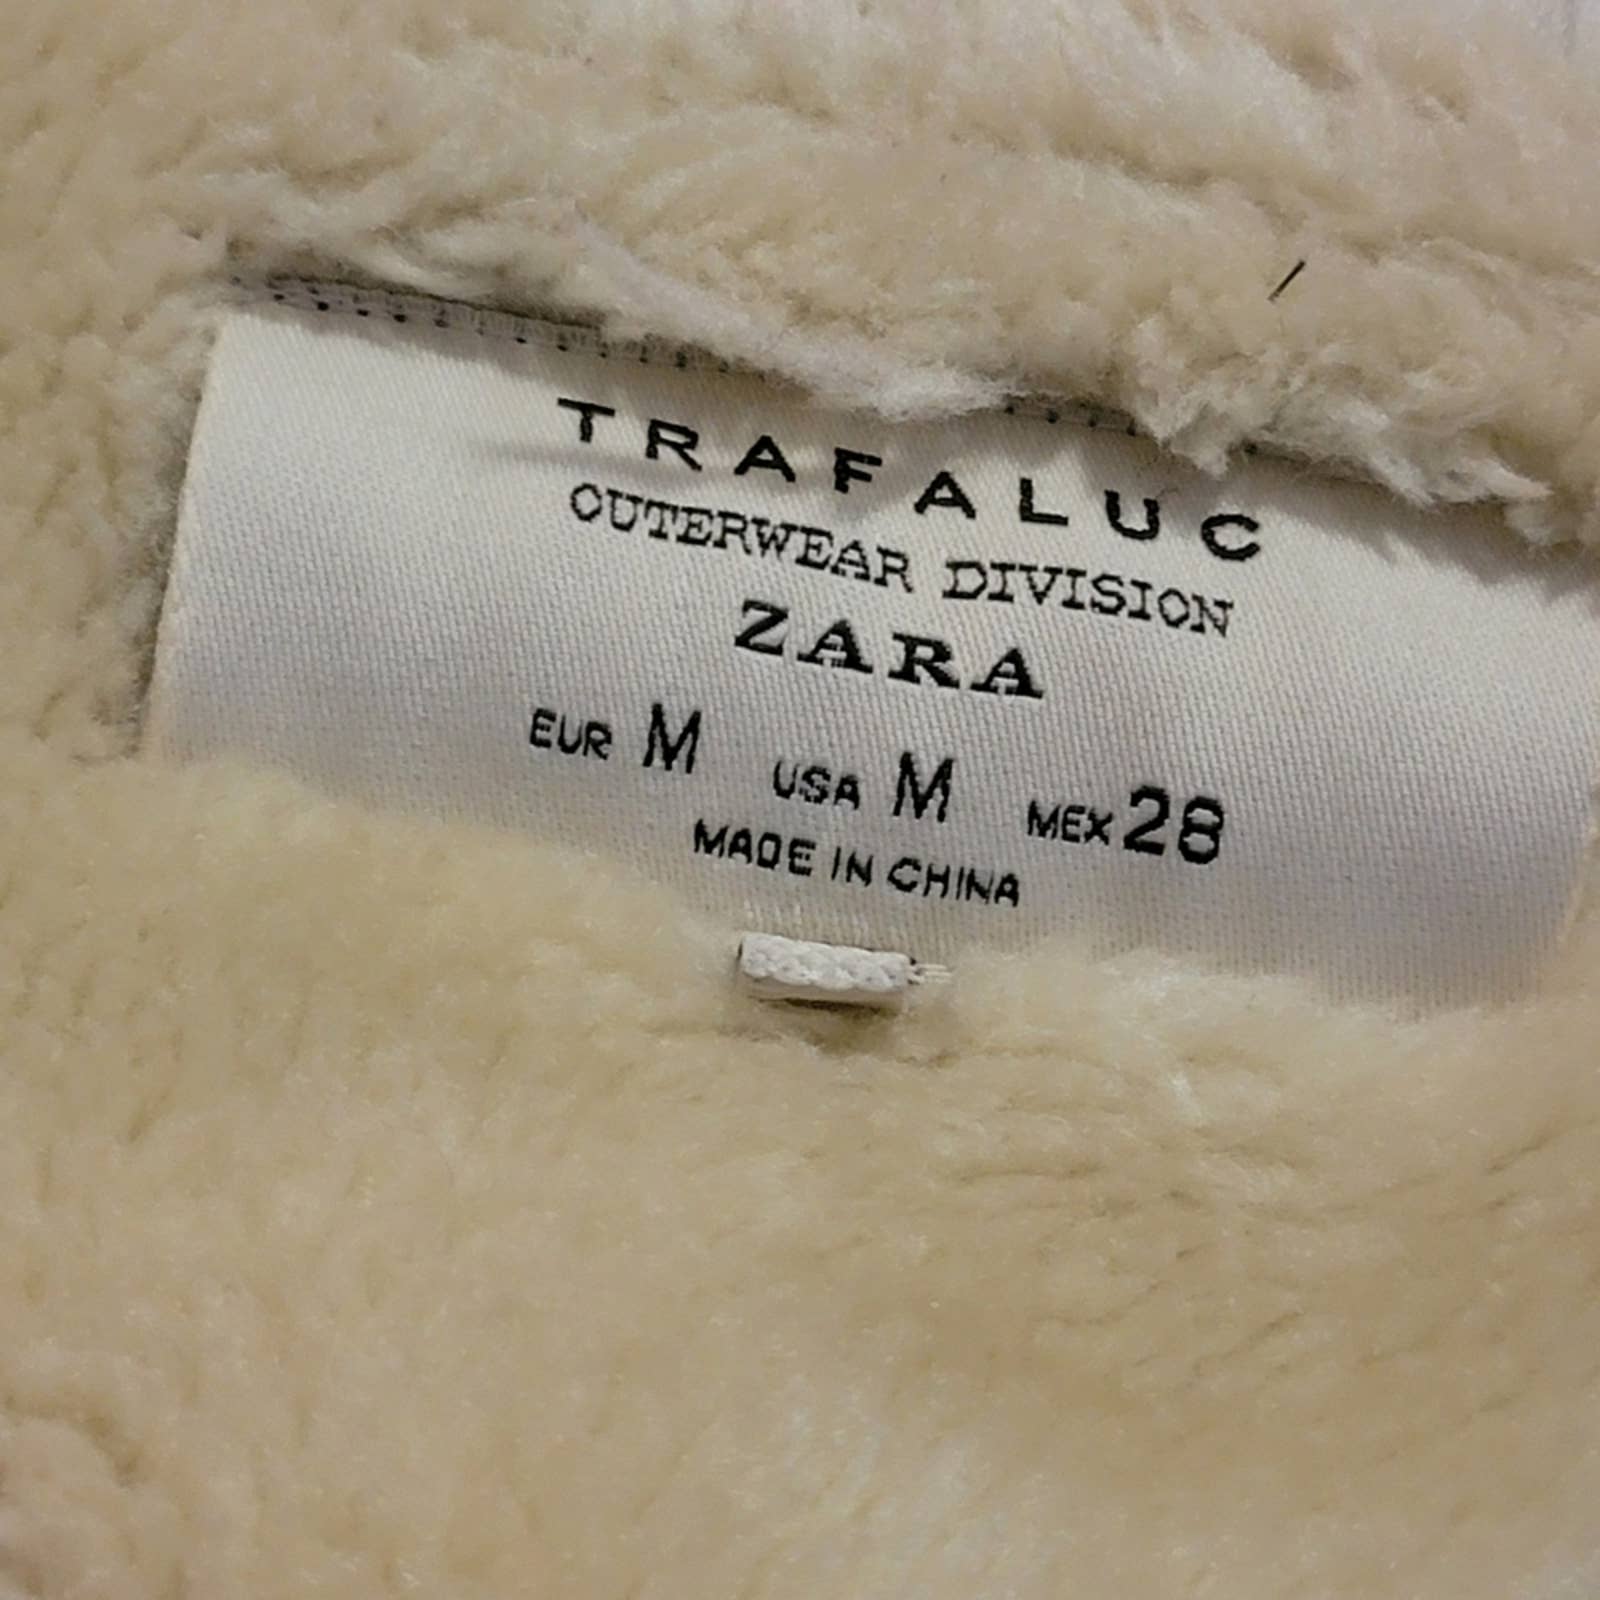 TRAFALUC
OUTERWEAR DIVISION
ZARA
EUR M USA M MEX 28
MADE IN CHINA